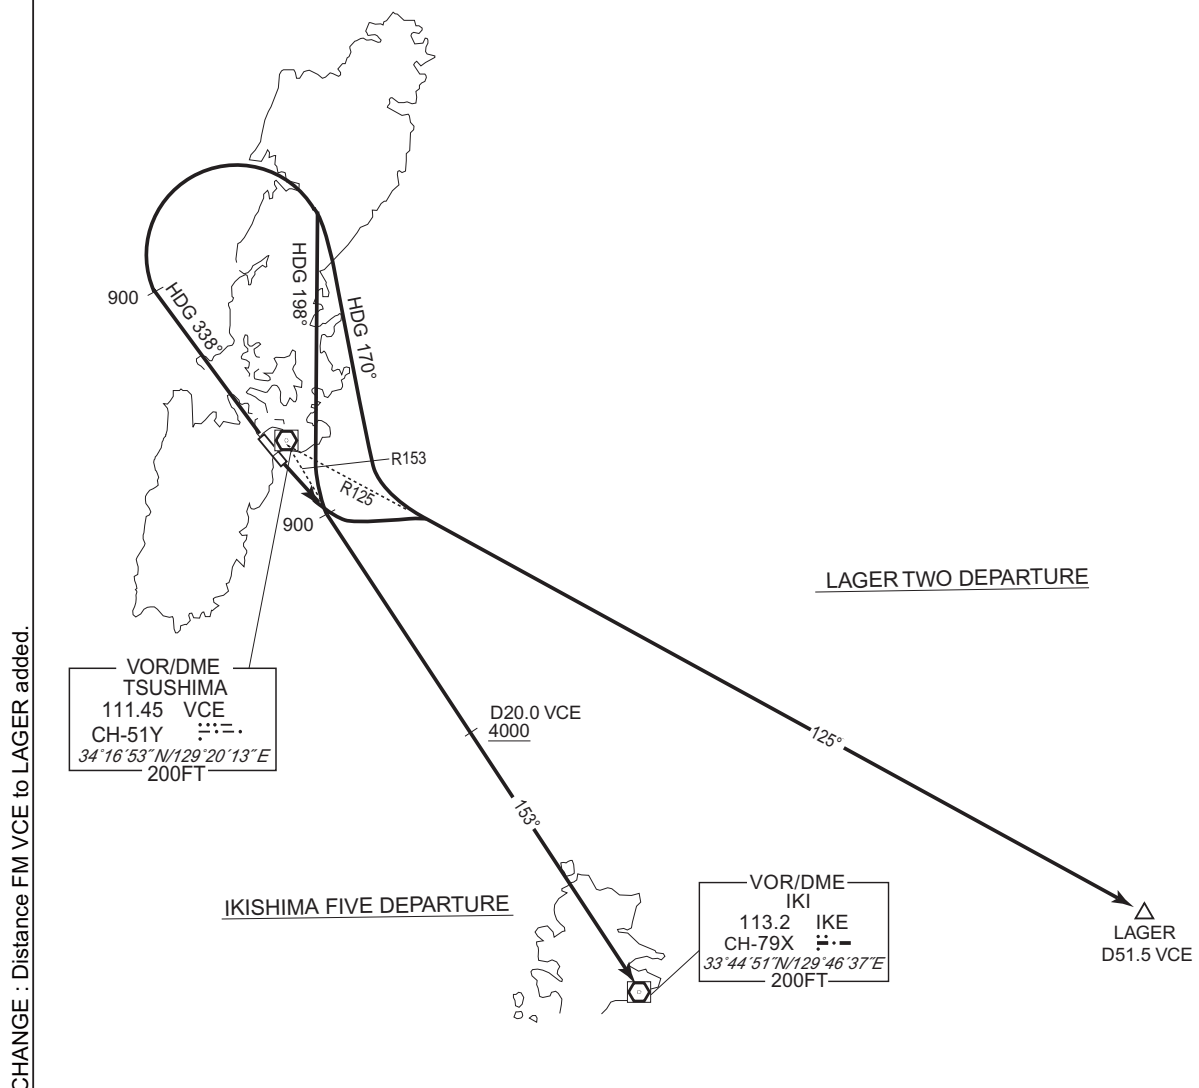 900
HDG 338°
HDG 198°
HDG 170°
R153
R125
900
LAGER TWO DEPARTURE
VOR/DME
TSUSHIMA
111.45 VCE
CH-51Y
34°16′53″N/129°20′13″E
200FT
D20.0 VCE
4000
125°
153°
IKISHIMA FIVE DEPARTURE
VOR/DME
IKI
113.2 IKE
CH-79X
33°44′51″N/129°46′37″E
200FT
LAGER
D51.5 VCE
CHANGE : Distance FM VCE to LAGER added.